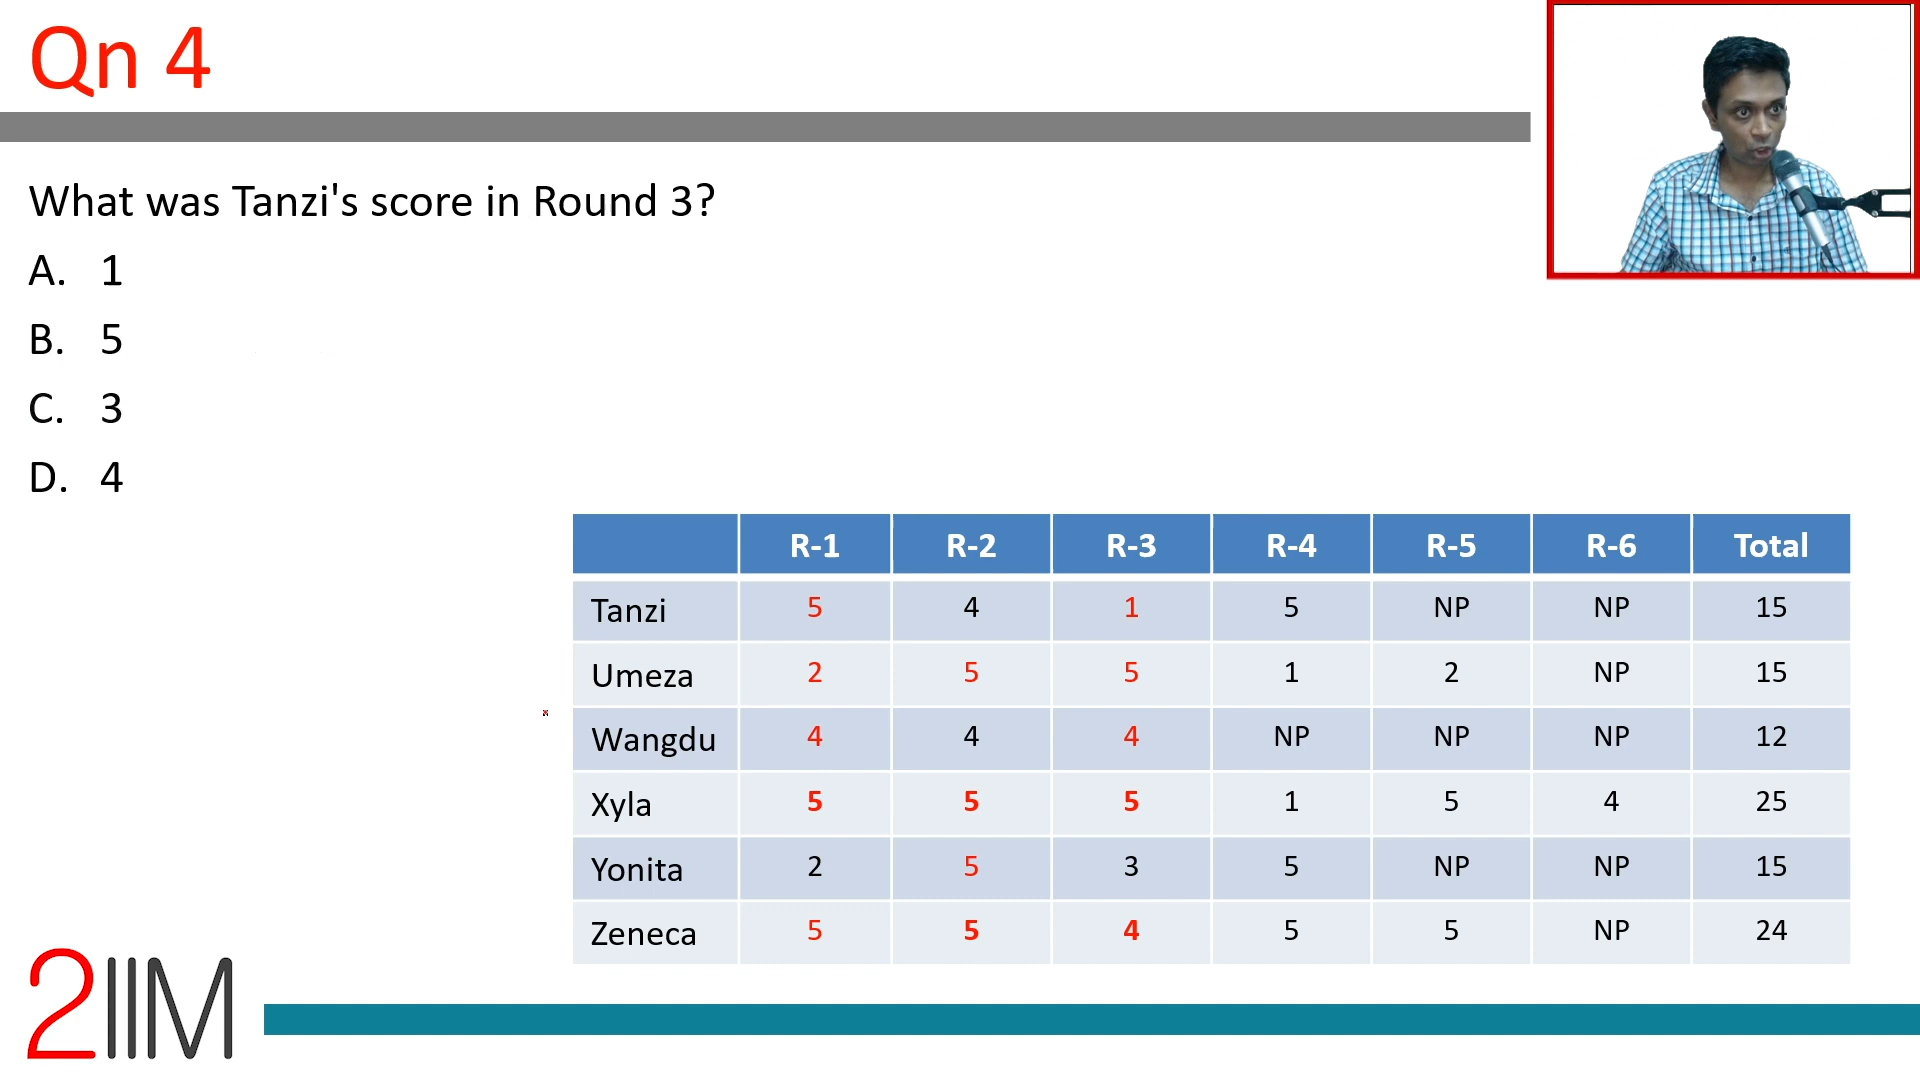 Qn 4
What was Tanzi's score in Round 3?
A. 1
B. 5
C. 3
D. 4
R-1 R-2 R-3 R-4 R-5 R-6 Total
Tanzi 5 4 1 5 NP NP 15
Umeza 2 5 5 1 2 NP 15
Wangdu 4 4 4 NP NP NP 12
Xyla 5 5 5 1 5 4 25
Yonita 2 5 3 5 NP NP 15
Zeneca 5 5 4 5 5 NP 24
2IIM